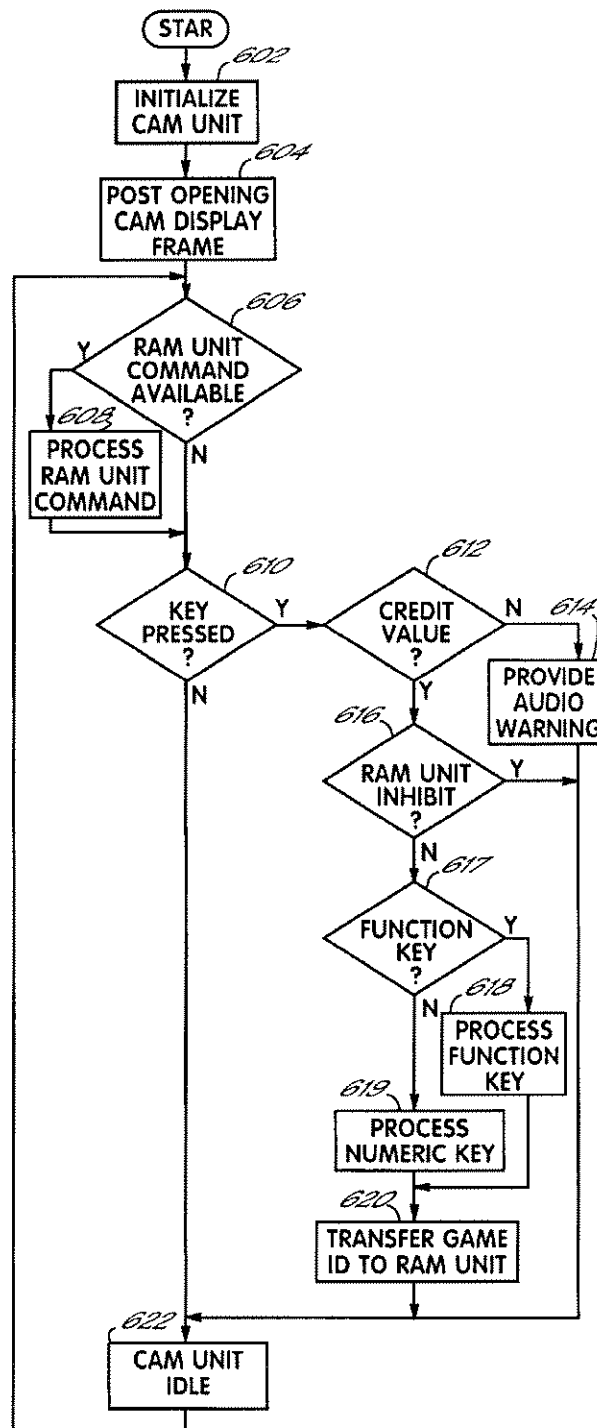 STAR
602
INITIALIZE
CAM UNIT
604
POST OPENING
CAM DISPLAY
FRAME
606
Y
RAM UNIT
COMMAND
AVAILABLE
?
608
N
PROCESS
RAM UNIT
COMMAND
610
KEY
PRESSED
?
Y
N
612
CREDIT
VALUE
?
N
Y
614
PROVIDE
AUDIO
WARNING
616
RAM UNIT
INHIBIT
?
Y
N
617
FUNCTION
KEY
?
Y
N
618
PROCESS
FUNCTION
KEY
619
PROCESS
NUMERIC KEY
620
TRANSFER GAME
ID TO RAM UNIT
622
CAM UNIT
IDLE